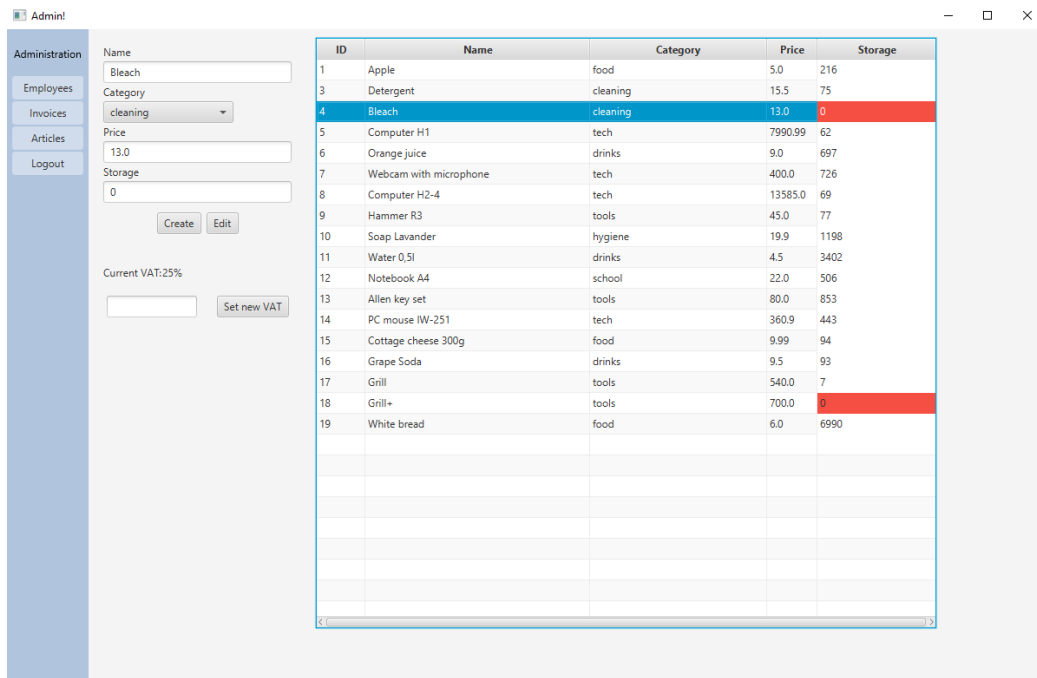 Admin!
Administration
Employees
Invoices
Articles
Logout
Name
Bleach
Category
cleaning
Price
13.0
Storage
0
Create Edit
Current VAT:25%
Set new VAT
ID Name Category Price Storage
1 Apple food 5.0 216
3 Detergent cleaning 15.5 75
4 Bleach cleaning 13.0 0
5 Computer H1 tech 7990.99 62
6 Orange juice drinks 9.0 697
7 Webcam with microphone tech 400.0 726
8 Computer H2-4 tech 13585.0 69
9 Hammer R3 tools 45.0 77
10 Soap Lavander hygiene 19.9 1198
11 Water 0,5l drinks 4.5 3402
12 Notebook A4 school 22.0 506
13 Allen key set tools 80.0 853
14 PC mouse IW-251 tech 360.9 443
15 Cottage cheese 300g food 9.99 94
16 Grape Soda drinks 9.5 93
17 Grill tools 540.0 7
18 Grill+ tools 700.0 0
19 White bread food 6.0 6990